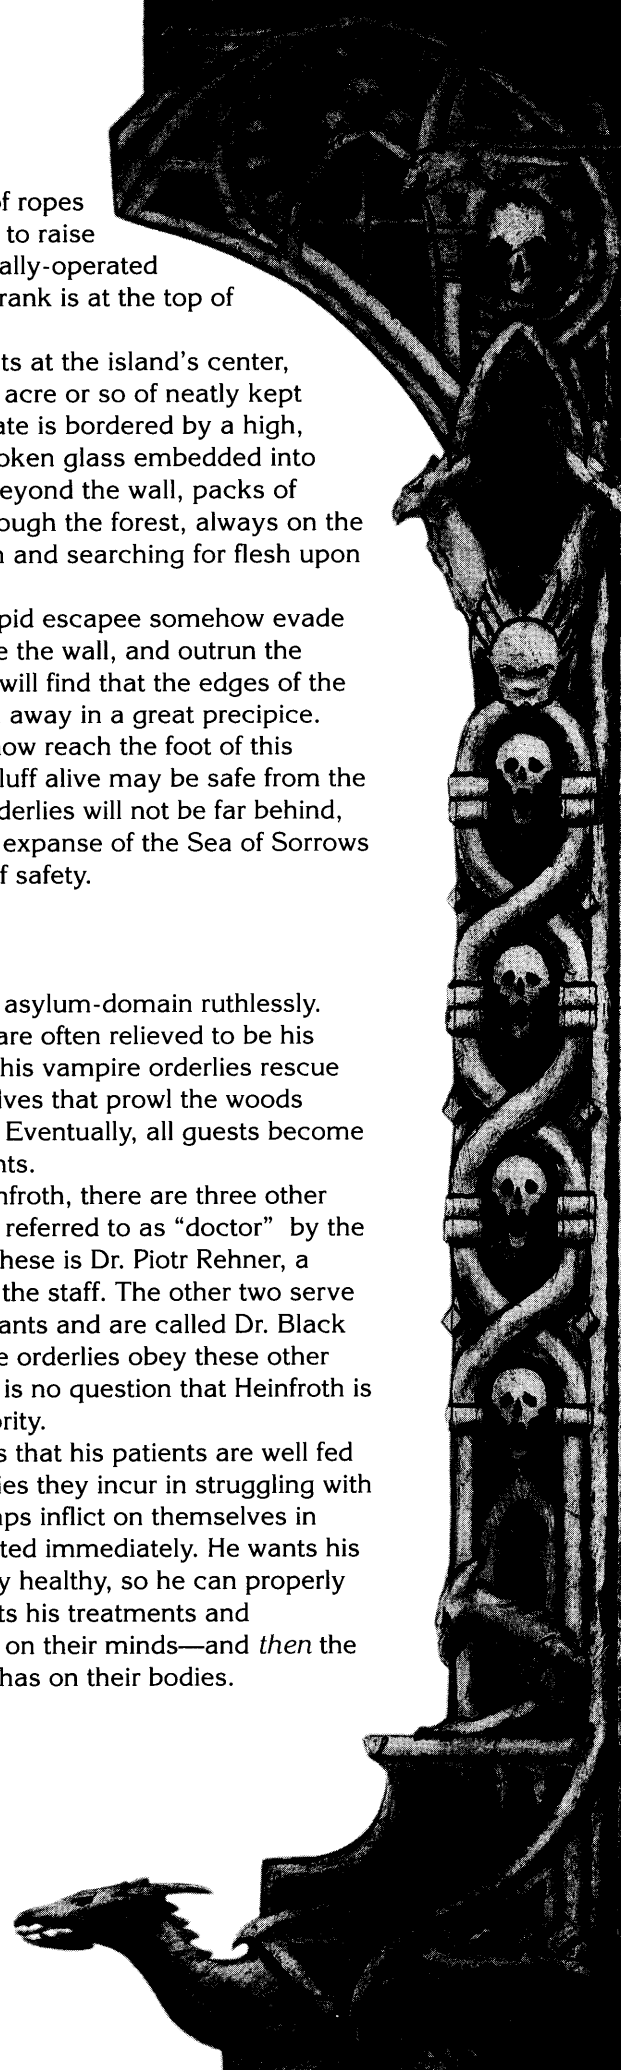 f ropes
to raise
ally-operated
rank is at the top of
ts at the island's center,
acre or so of neatly kept
ate is bordered by a high,
oken glass embedded into
eyond the wall, packs of
ough the forest, always on the
n and searching for flesh upon
pid escapee somehow evade
e the wall, and outrun the
will find that the edges of the
away in a great precipice.
now reach the foot of this
luff alive may be safe from the
derlies will not be far behind,
expanse of the Sea of Sorrows
f safety.
asylum-domain ruthlessly.
are often relieved to be his
his vampire orderlies rescue
lves that prowl the woods
Eventually, all guests become
nts.
nfroth, there are three other
referred to as “doctor” by the
hese is Dr. Piotr Rehner, a
the staff. The other two serve
ants and are called Dr. Black
e orderlies obey these other
is no question that Heinfroth is
ority.
s that his patients are well fed
ies they incur in struggling with
aps inflict on themselves in
ted immediately. He wants his
y healthy, so he can properly
ts his treatments and
on their minds—and then the
has on their bodies.